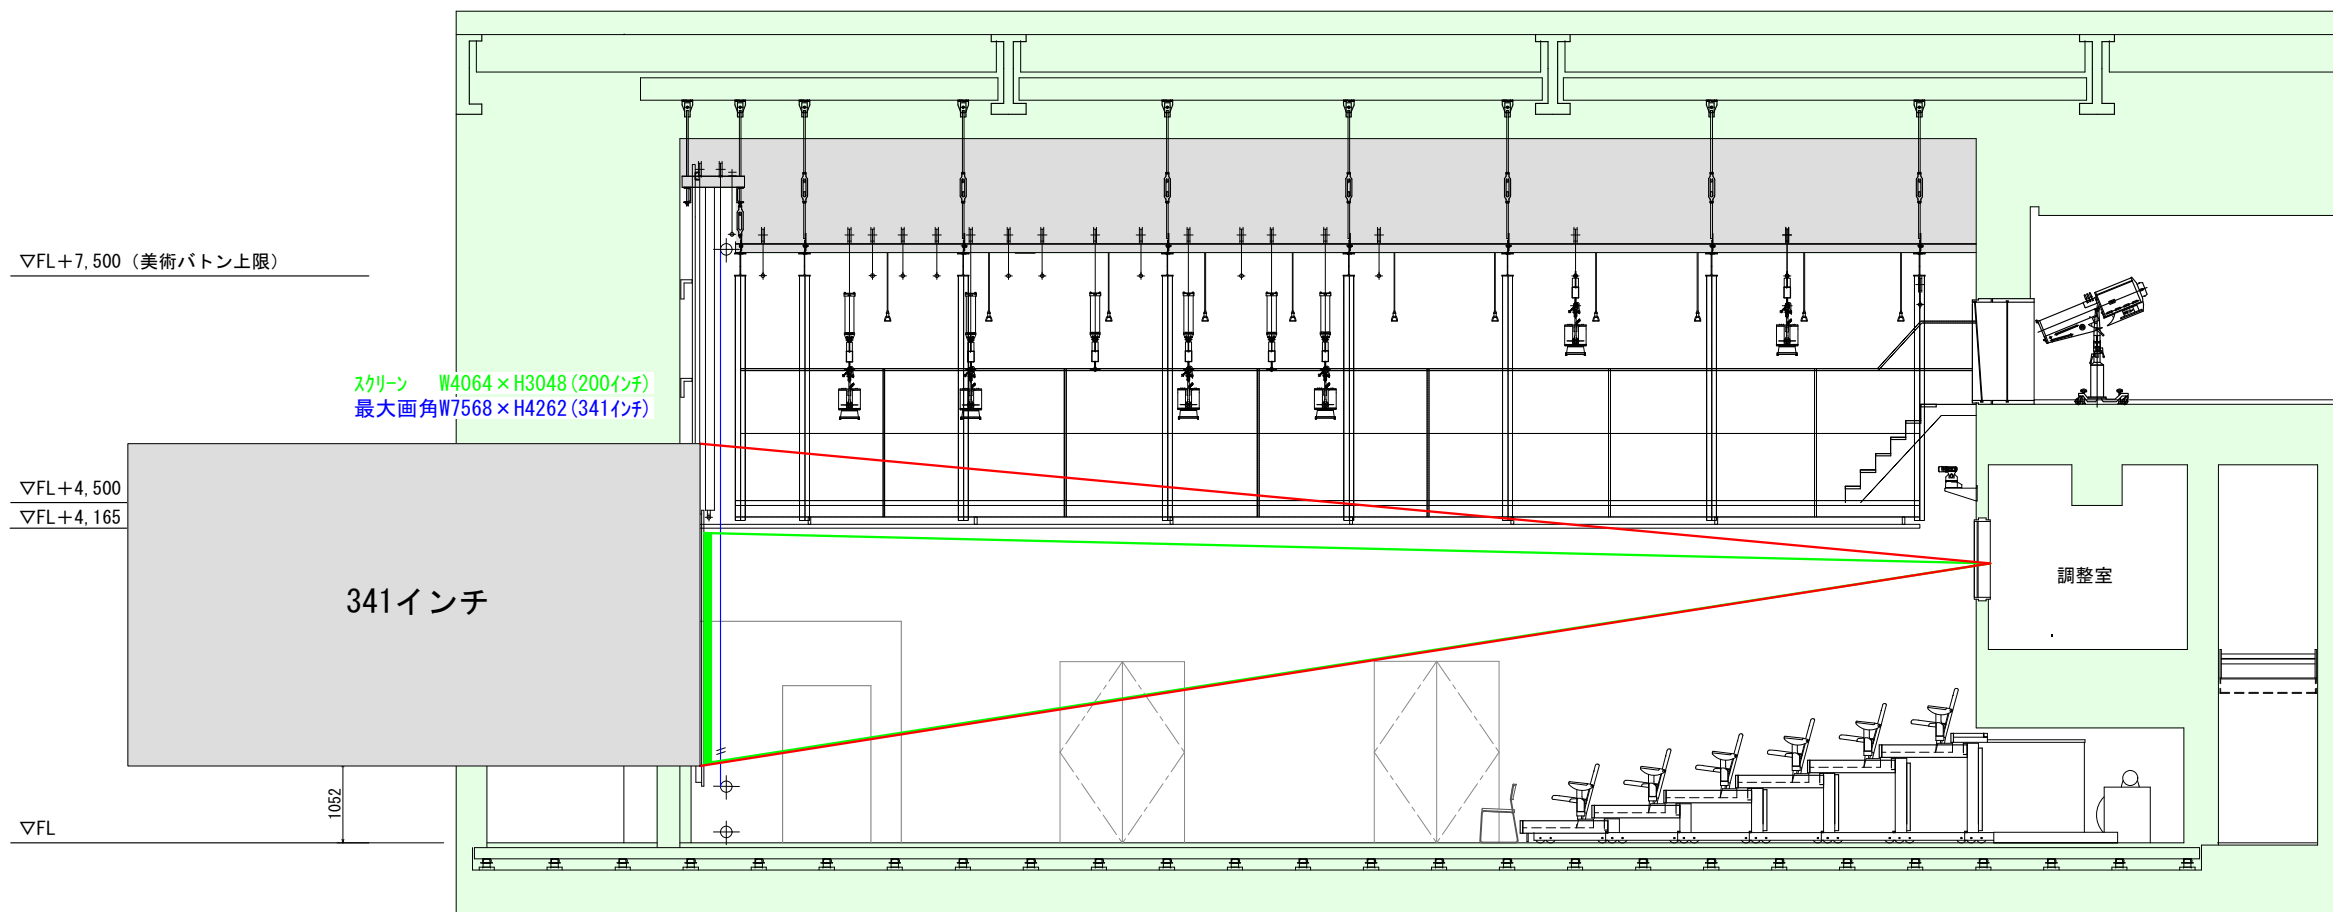 ▽FL+7,500（美術バトン上限）
スクリーン　W4064×H3048(200インチ)
最大画角W7568×H4262(341インチ)
▽FL+4,500
▽FL+4,165
341インチ
調整室
1052
▽FL